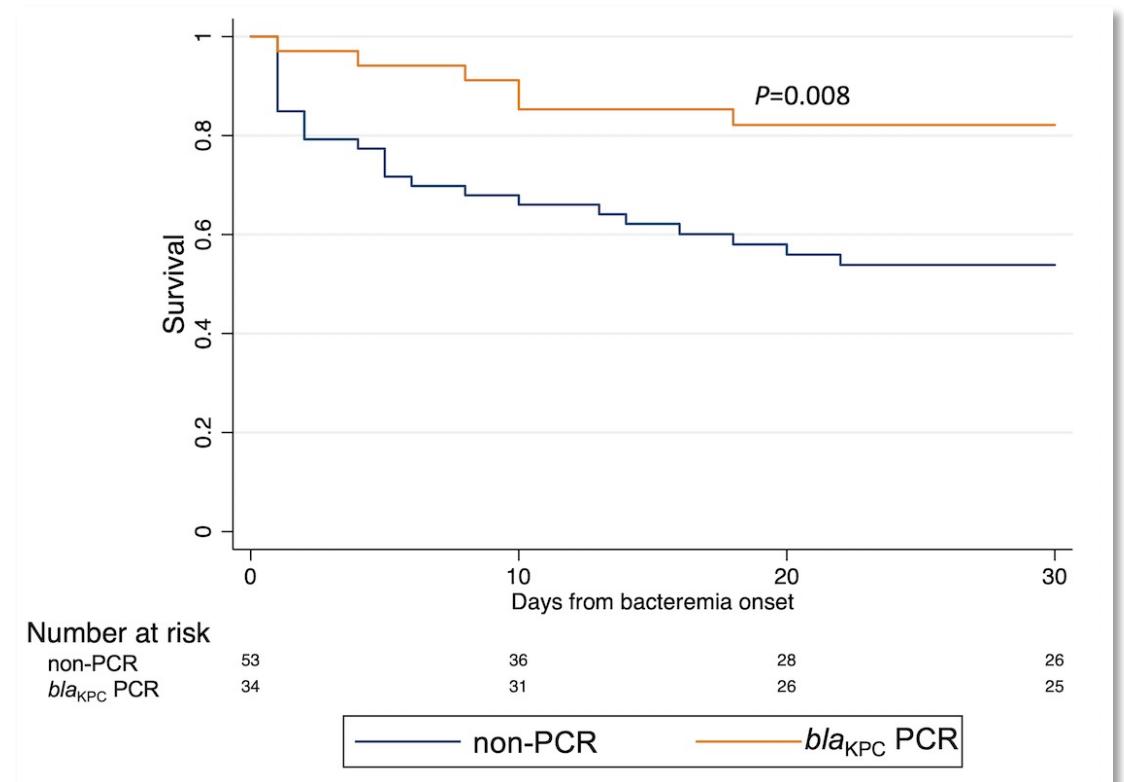 1
0.8
0.6
0.4
0.2
0
Survival
P=0.008
0 10 20 30
Days from bacteremia onset
Number at risk
non-PCR 53 36 28 26
blaKPC PCR 34 31 26 25
non-PCR blaKPC PCR